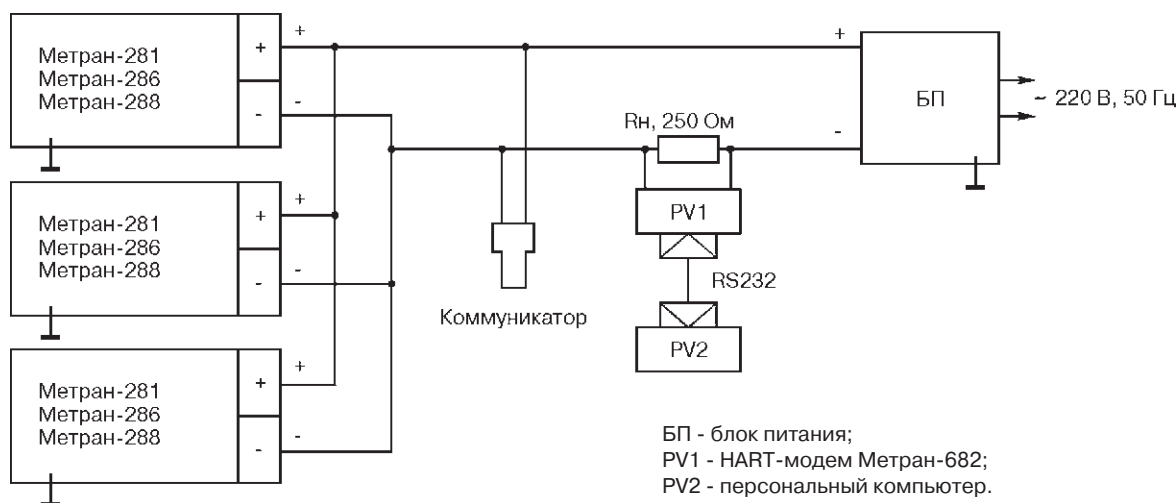 Метран-281
Метран-286
Метран-288
+
-
+
-
+
-
БП
~ 220 В, 50 Гц
Rн, 250 Ом
PV1
RS232
PV2
Коммуникатор
Метран-281
Метран-286
Метран-288
+
-
+
-
Метран-281
Метран-286
Метран-288
+
-
+
-
БП - блок питания;
PV1 - HART-модем Метран-682;
PV2 - персональный компьютер.